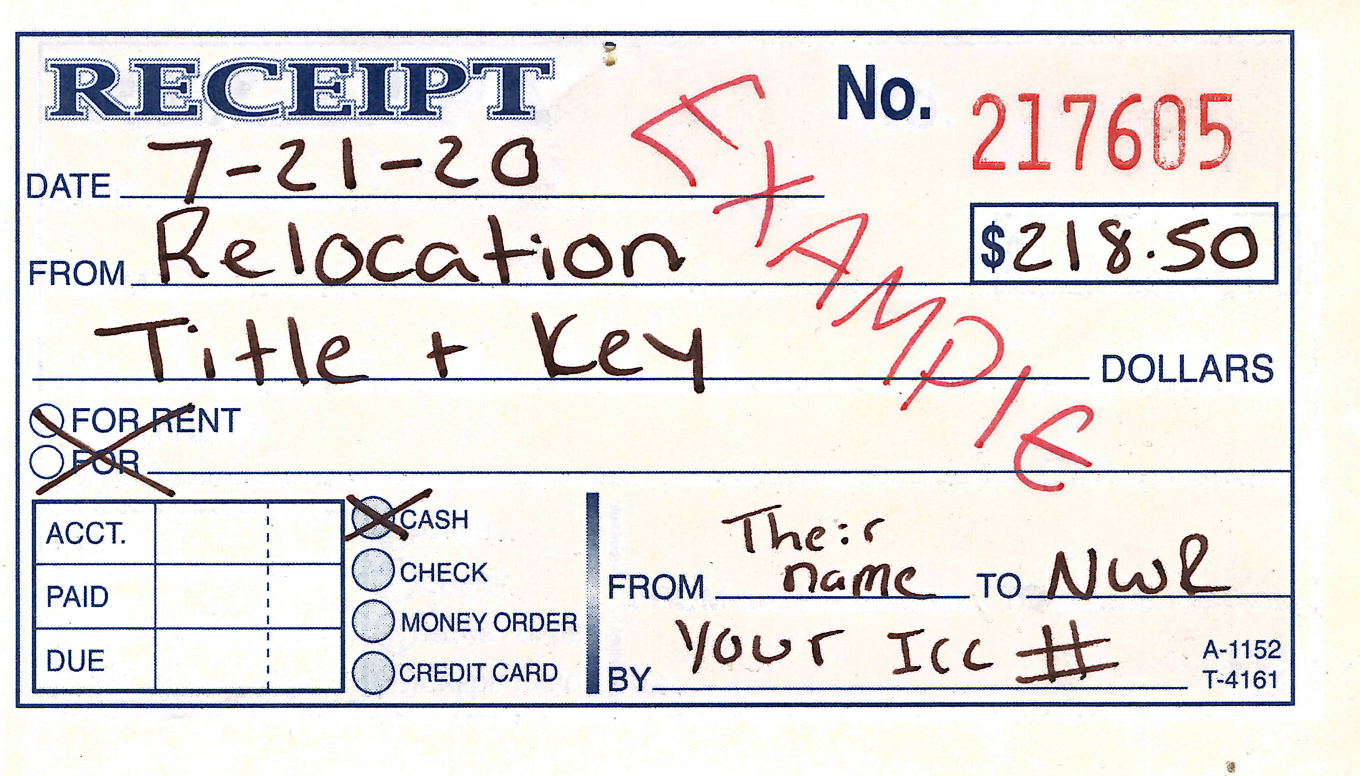 RECEIPT No. 217605
DATE 7-21-20
FROM Relocation $218.50
Title + Key DOLLARS
EXAMPLE
FOR RENT
FOR
ACCT.
PAID
DUE
CASH
CHECK
MONEY ORDER
CREDIT CARD
FROM Their name TO NWR
BY Your ICC #
A-1152
T-4161